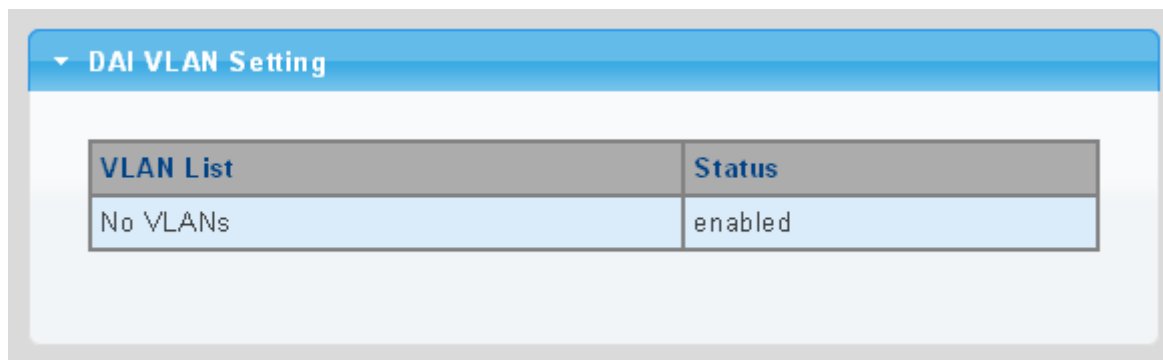 DAI VLAN Setting
VLAN List Status
No VLANs enabled